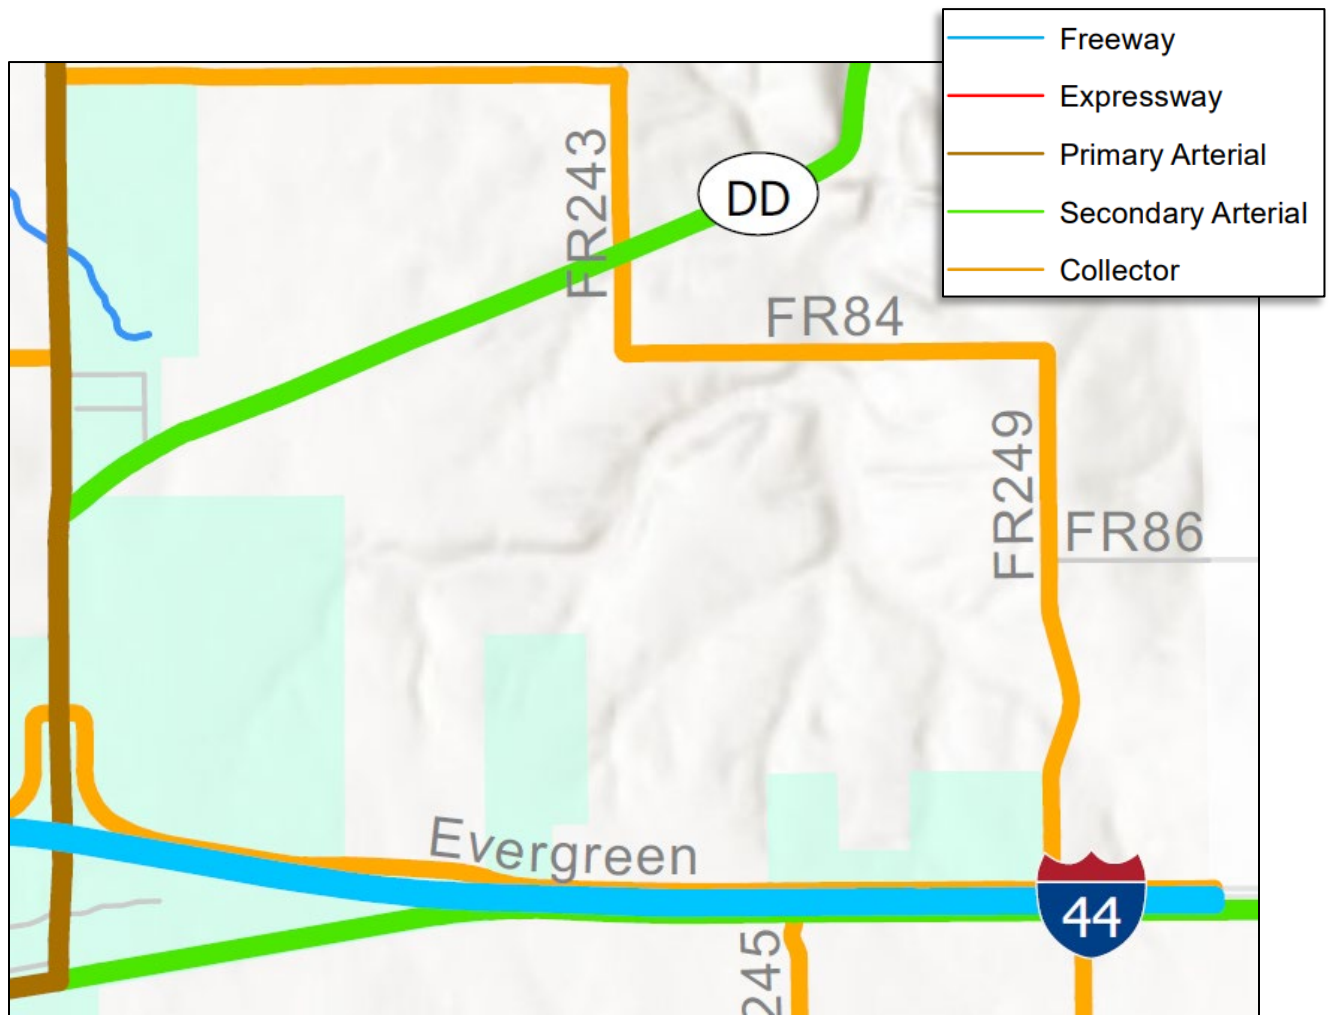 Freeway
Expressway
Primary Arterial
Secondary Arterial
Collector
FR243
DD
FR84
FR249
FR86
Evergreen
44
245